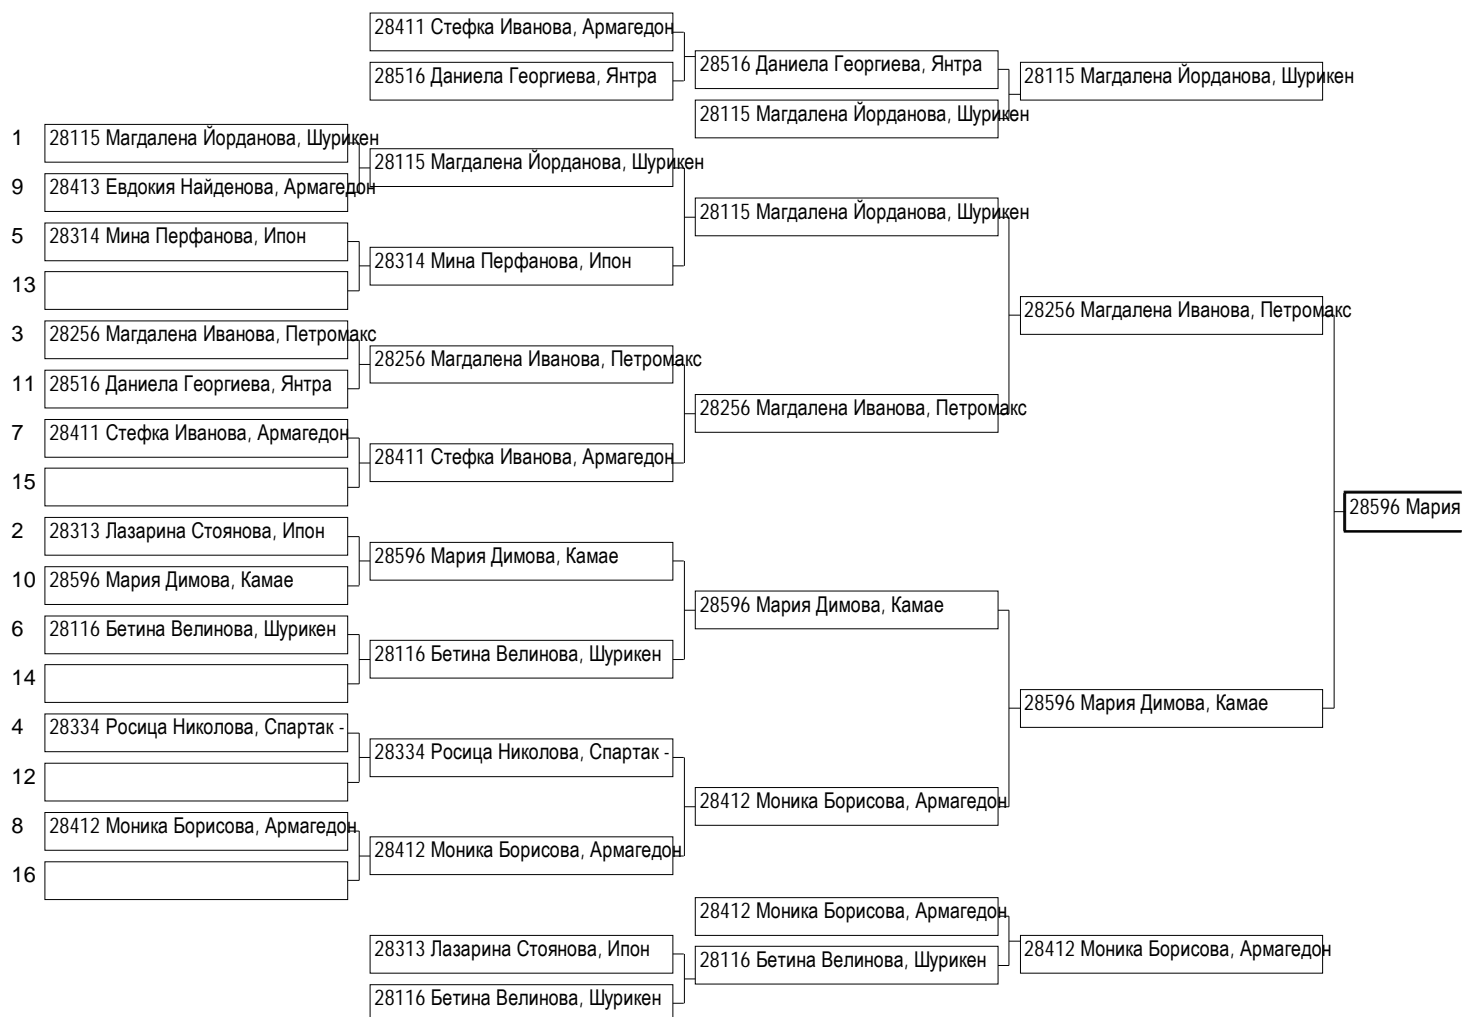 28411 Стефка Иванова, Армагедон
28516 Даниела Георгиева, Янтра
28516 Даниела Георгиева, Янтра
28115 Магдалена Йорданова, Шурикен
28115 Магдалена Йорданова, Шурикен
1 28115 Магдалена Йорданова, Шурикен
9 28413 Евдокия Найденова, Армагедон
5 28314 Мина Перфанова, Ипон
13
3 28256 Магдалена Иванова, Петромакс
11 28516 Даниела Георгиева, Янтра
7 28411 Стефка Иванова, Армагедон
15
2 28313 Лазарина Стоянова, Ипон
10 28596 Мария Димова, Камае
6 28116 Бетина Велинова, Шурикен
14
4 28334 Росица Николова, Спартак -
12
8 28412 Моника Борисова, Армагедон
16
28115 Магдалена Йорданова, Шурикен
28314 Мина Перфанова, Ипон
28256 Магдалена Иванова, Петромакс
28411 Стефка Иванова, Армагедон
28596 Мария Димова, Камае
28116 Бетина Велинова, Шурикен
28334 Росица Николова, Спартак -
28412 Моника Борисова, Армагедон
28115 Магдалена Йорданова, Шурикен
28256 Магдалена Иванова, Петромакс
28596 Мария Димова, Камае
28412 Моника Борисова, Армагедон
28256 Магдалена Иванова, Петромакс
28596 Мария Димова, Камае
28596 Мария
28313 Лазарина Стоянова, Ипон
28116 Бетина Велинова, Шурикен
28412 Моника Борисова, Армагедон
28116 Бетина Велинова, Шурикен
28412 Моника Борисова, Армагедон